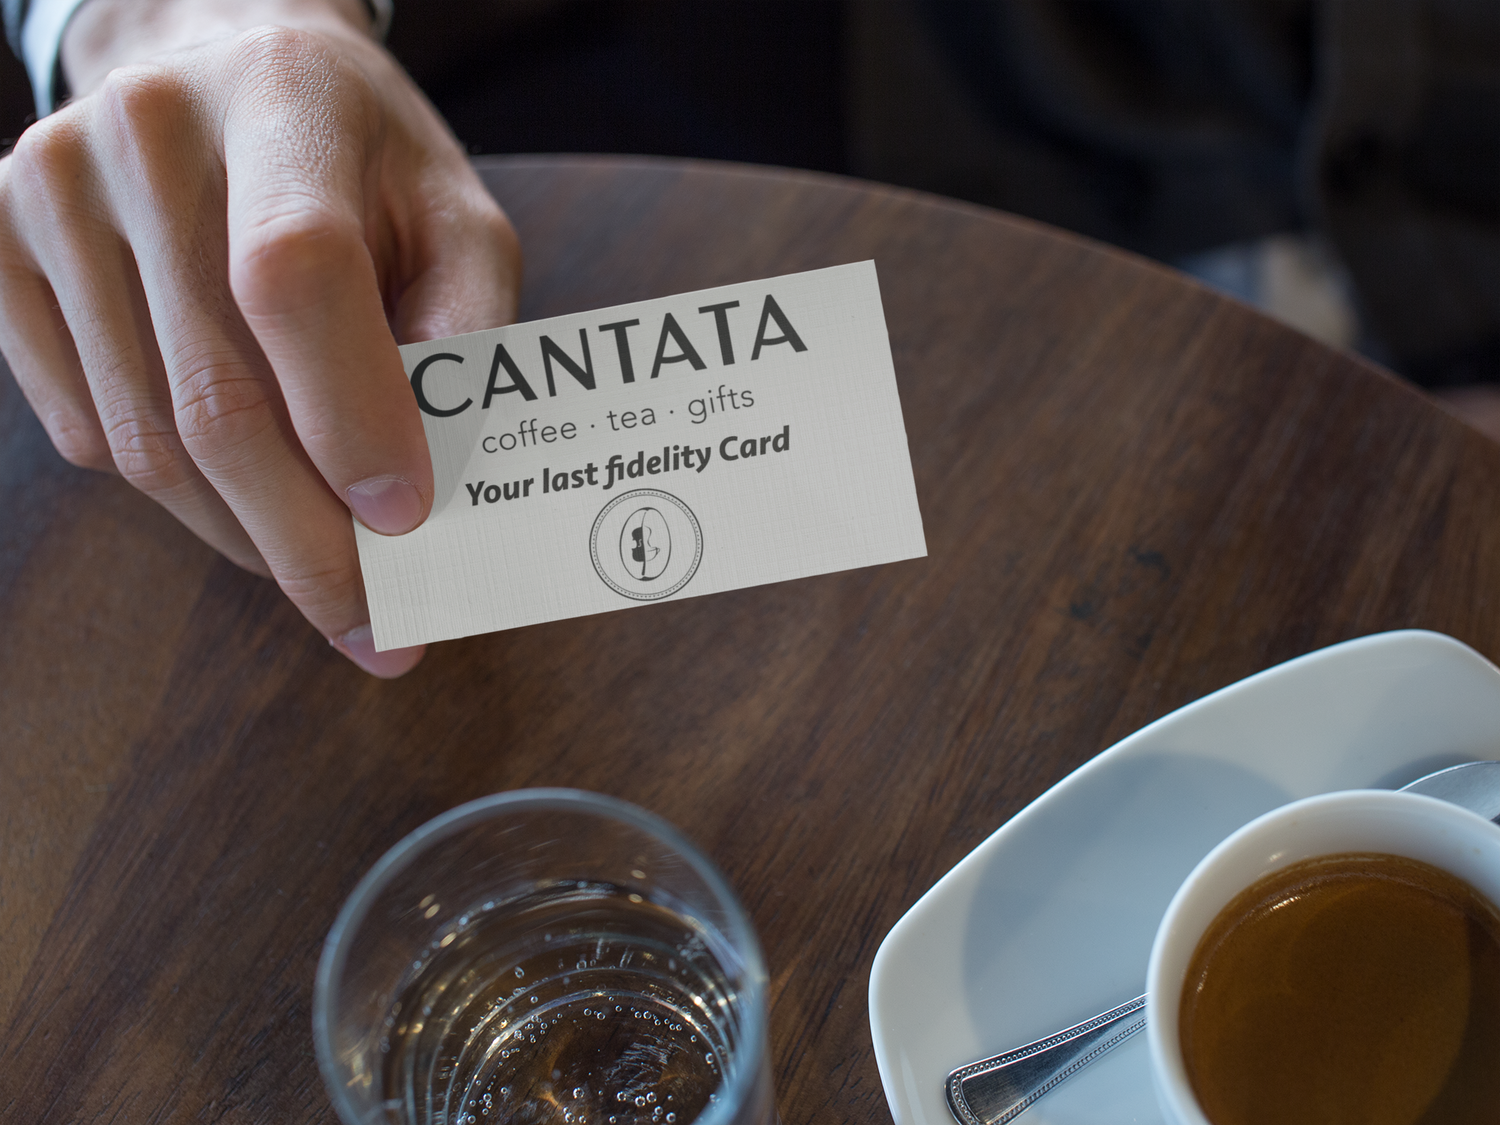 CANTATA
coffee · tea · gifts
Your last fidelity Card